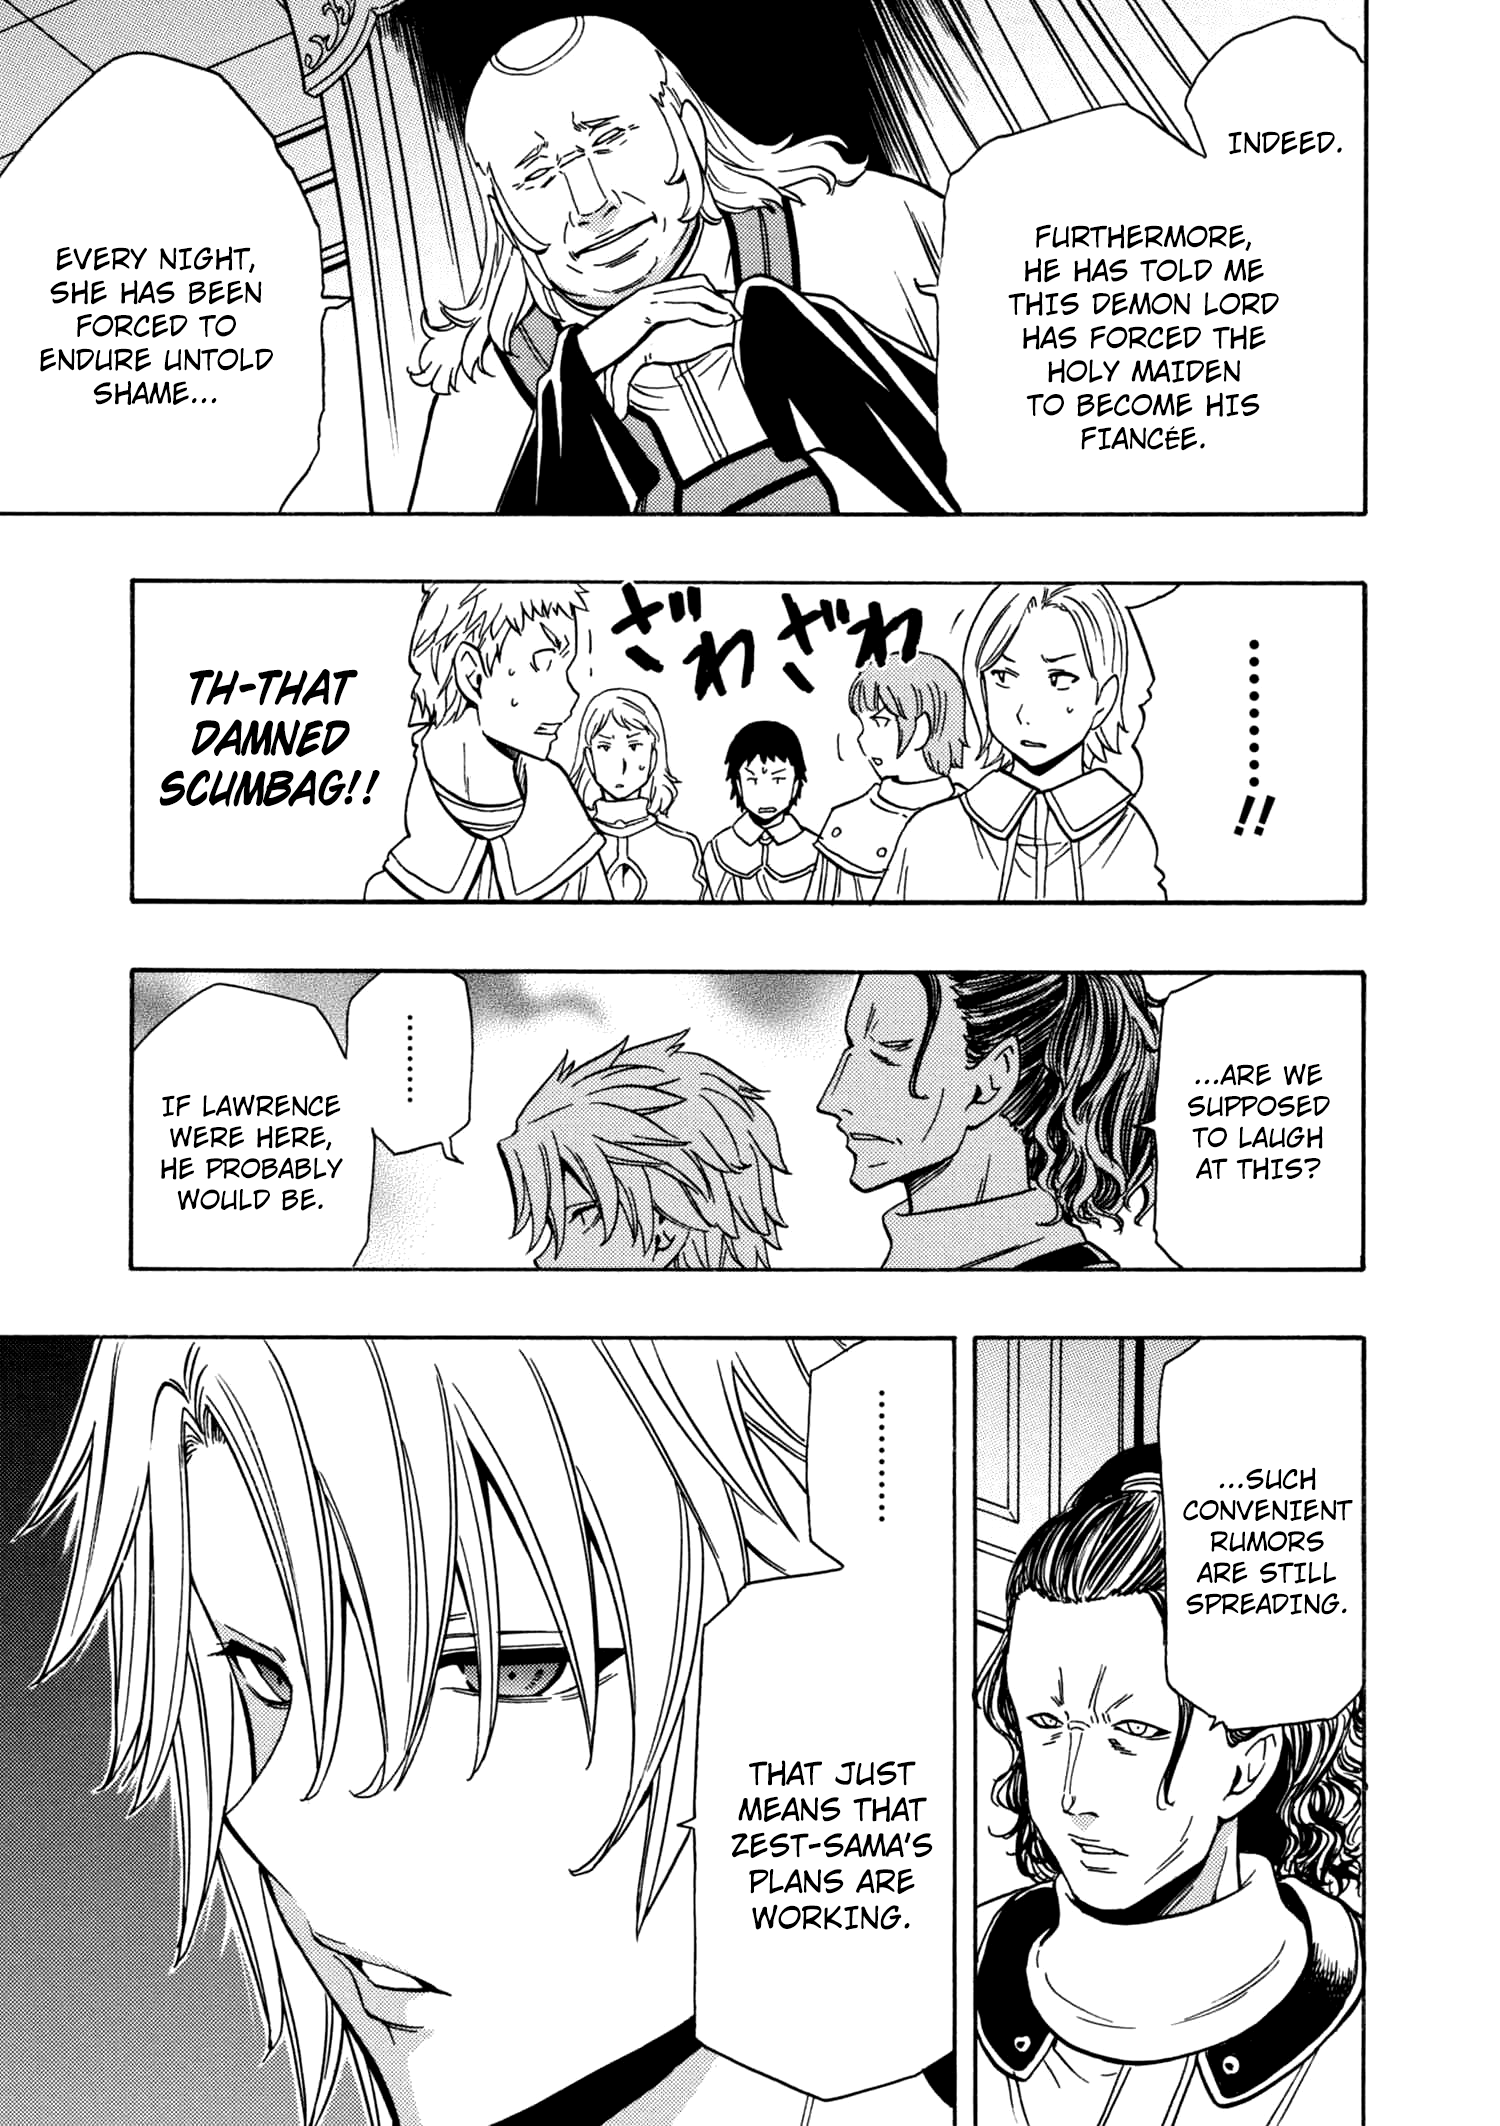 INDEED.
FURTHERMORE,
HE HAS TOLD ME
THIS DEMON LORD
HAS FORCED THE
HOLY MAIDEN
TO BECOME HIS
FIANCÉE.
EVERY NIGHT,
SHE HAS BEEN
FORCED TO
ENDURE UNTOLD
SHAME...
.........!!
ざわざわ
TH-THAT
DAMNED
SCUMBAG!!
...ARE WE
SUPPOSED
TO LAUGH
AT THIS?
.........
IF LAWRENCE
WERE HERE,
HE PROBABLY
WOULD BE.
...SUCH
CONVENIENT
RUMORS
ARE STILL
SPREADING.
.........
THAT JUST
MEANS THAT
ZEST-SAMA'S
PLANS ARE
WORKING.